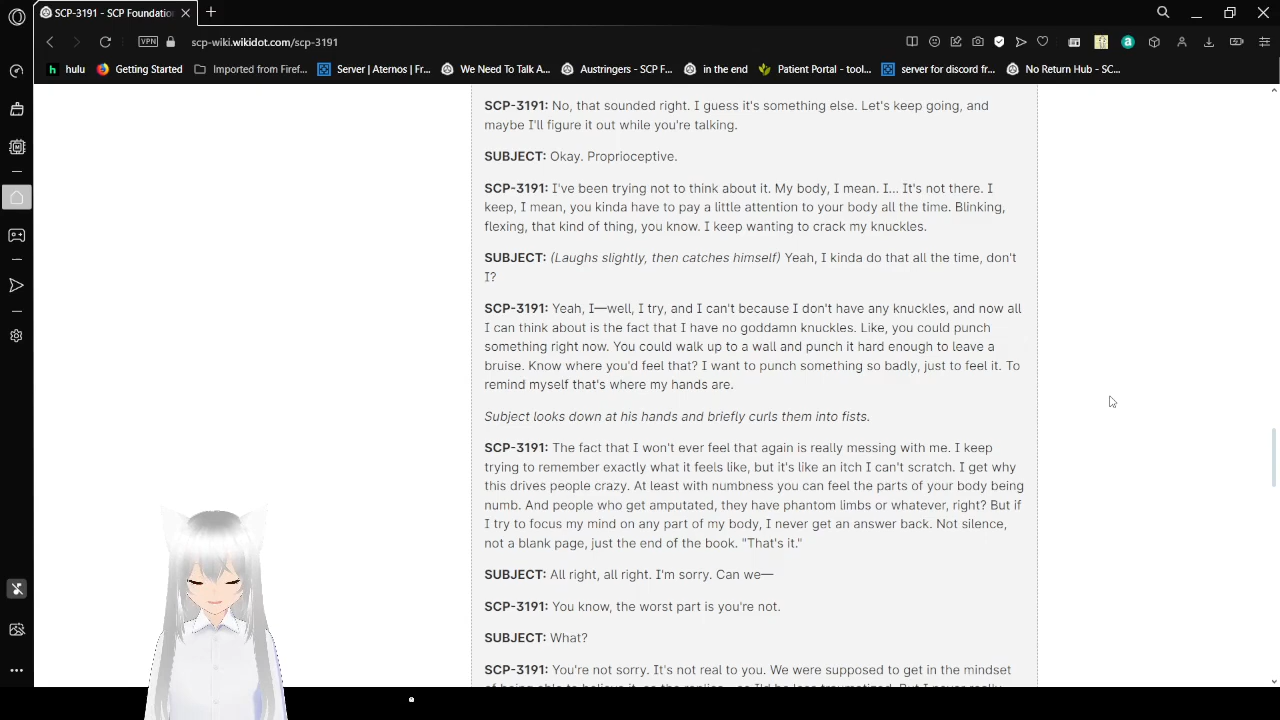 SCP-3191 - SCP Foundatio
scp-wiki.wikidot.com/scp-3191
VPN
hulu
Getting Started
Imported from Firef...
Server | Aternos | Fr...
We Need To Talk A...
Austringers - SCP F...
in the end
Patient Portal - tool...
server for discord fr...
No Return Hub - SC...
SCP-3191: No, that sounded right. I guess it's something else. Let's keep going, and
maybe I'll figure it out while you're talking.
SUBJECT: Okay. Proprioceptive.
SCP-3191: I've been trying not to think about it. My body, I mean. I... It's not there. I
keep, I mean, you kinda have to pay a little attention to your body all the time. Blinking,
flexing, that kind of thing, you know. I keep wanting to crack my knuckles.
SUBJECT: (Laughs slightly, then catches himself) Yeah, I kinda do that all the time, don't
I?
SCP-3191: Yeah, I—well, I try, and I can't because I don't have any knuckles, and now all
I can think about is the fact that I have no goddamn knuckles. Like, you could punch
something right now. You could walk up to a wall and punch it hard enough to leave a
bruise. Know where you'd feel that? I want to punch something so badly, just to feel it. To
remind myself that's where my hands are.
Subject looks down at his hands and briefly curls them into fists.
SCP-3191: The fact that I won't ever feel that again is really messing with me. I keep
trying to remember exactly what it feels like, but it's like an itch I can't scratch. I get why
this drives people crazy. At least with numbness you can feel the parts of your body being
numb. And people who get amputated, they have phantom limbs or whatever, right? But if
I try to focus my mind on any part of my body, I never get an answer back. Not silence,
not a blank page, just the end of the book. "That's it."
SUBJECT: All right, all right. I'm sorry. Can we—
SCP-3191: You know, the worst part is you're not.
SUBJECT: What?
SCP-3191: You're not sorry. It's not real to you. We were supposed to get in the mindset